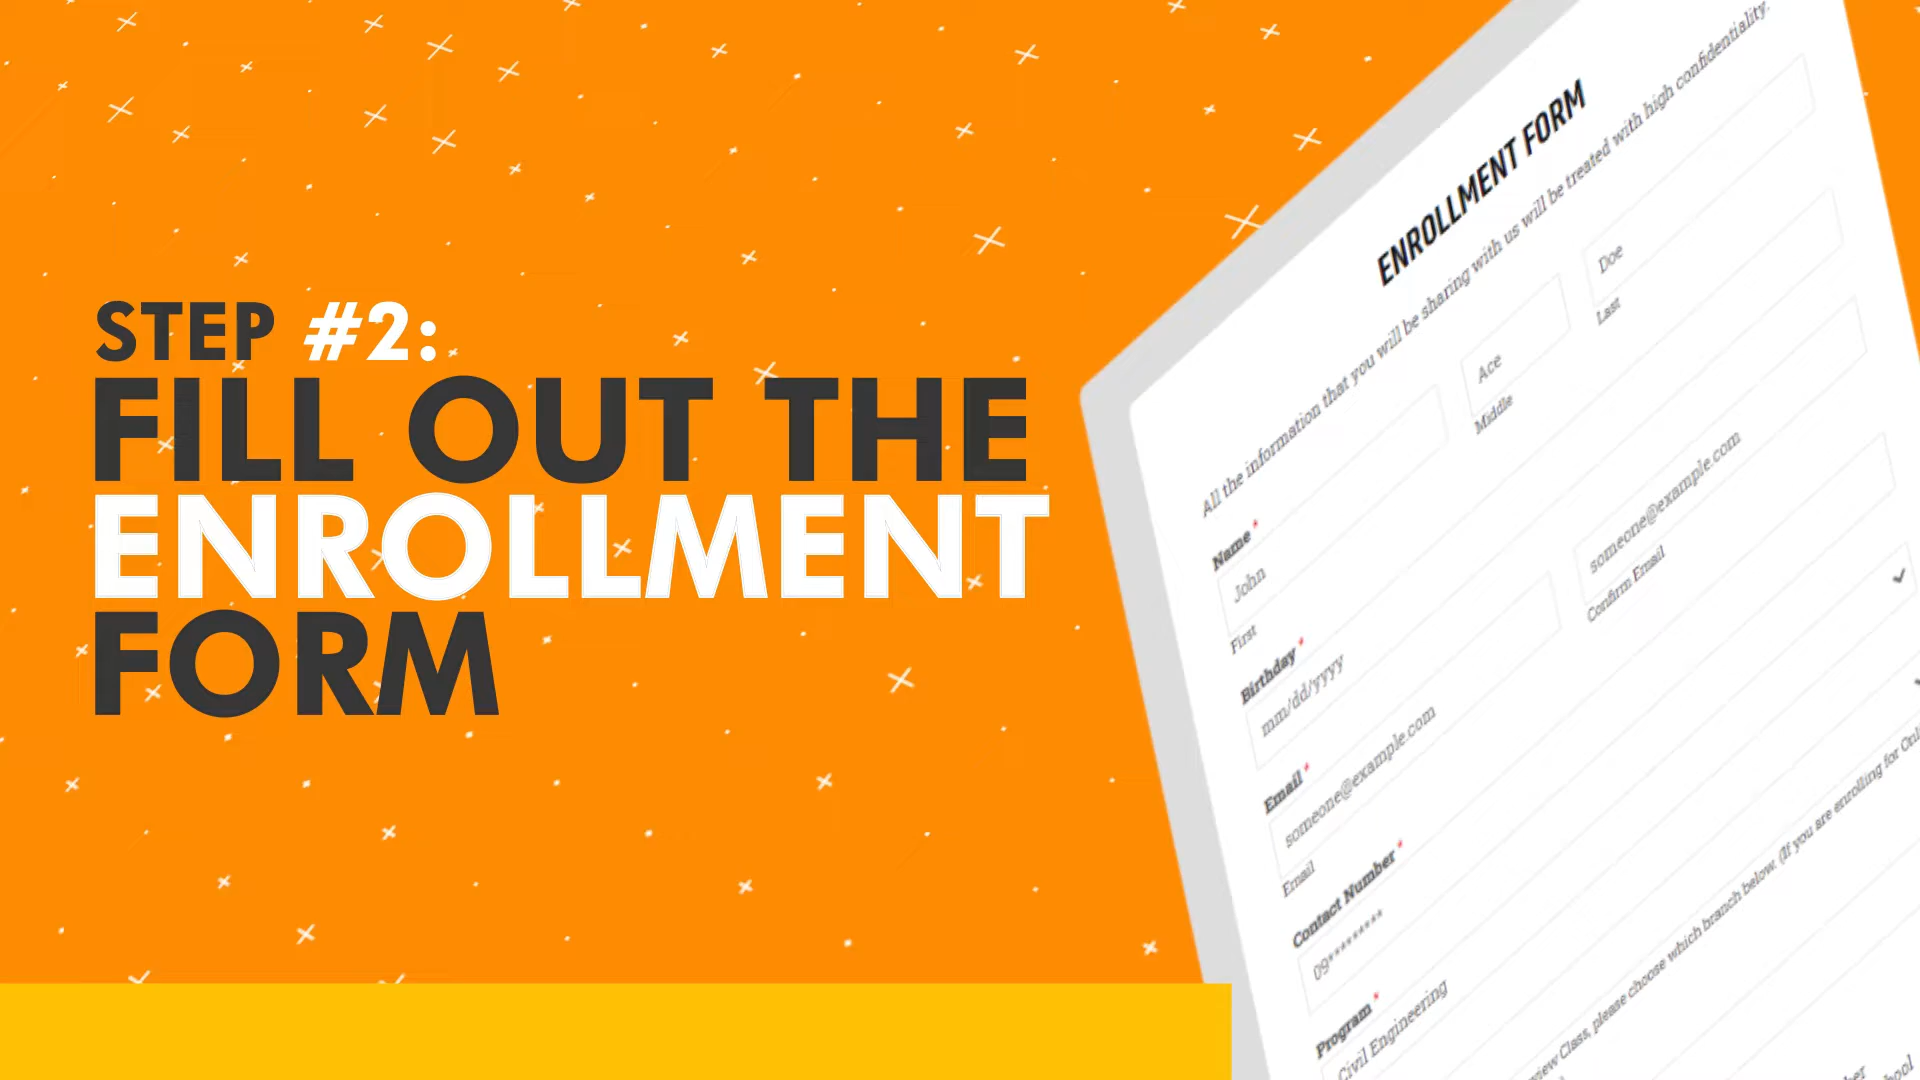 STEP #2:
FILL OUT THE
ENROLLMENT
FORM
ENROLLMENT FORM
All the information that you will be sharing with us will be treated with high confidentiality.
Name *
John
Ace
Doe
First
Middle
Last
Birthday *
mm/dd/yyyy
Email *
someone@example.com
someone@example.com
Email
Confirm Email
Contact Number *
09*********
Program *
Civil Engineering
Class, please choose which branch below. (If you are enrolling for